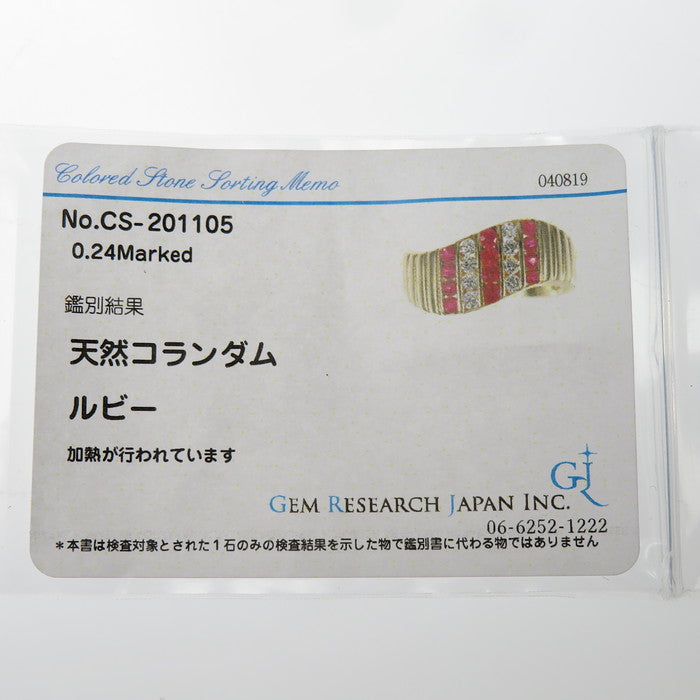 Colored Stone Sorting Memo
040819
No.CS-201105
0.24Marked
鑑別結果
天然コランダム
ルビー
加熱が行われています
GJ
GEM RESEARCH JAPAN INC.
06-6252-1222
*本書は検査対象とされた1石のみの検査結果を示した物で鑑別書に代わる物ではありません